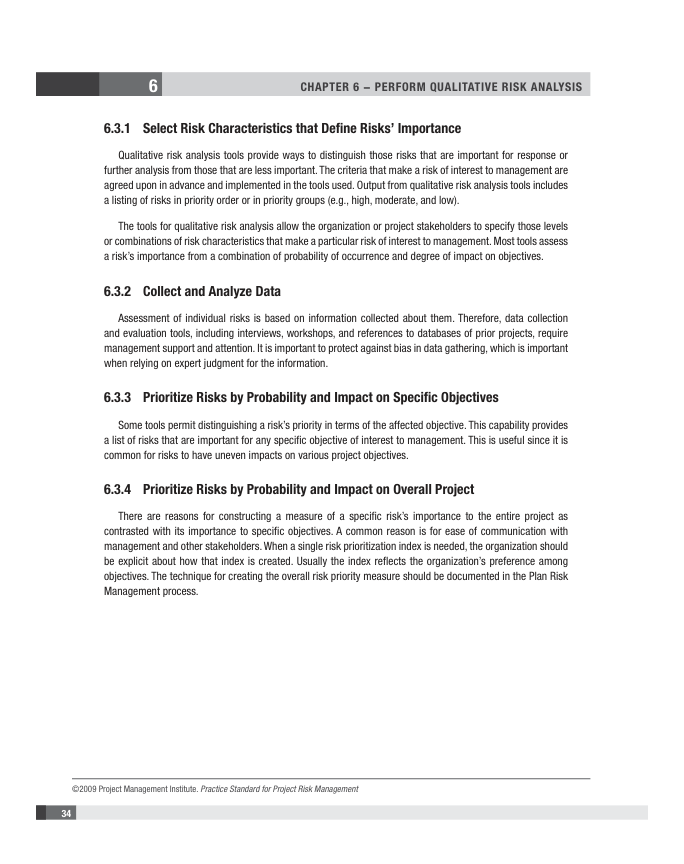 6
CHAPTER 6 − PERFORM QUALITATIVE RISK ANALYSIS
6.3.1 Select Risk Characteristics that Define Risks’ Importance
Qualitative risk analysis tools provide ways to distinguish those risks that are important for response or
further analysis from those that are less important. The criteria that make a risk of interest to management are
agreed upon in advance and implemented in the tools used. Output from qualitative risk analysis tools includes
a listing of risks in priority order or in priority groups (e.g., high, moderate, and low).
The tools for qualitative risk analysis allow the organization or project stakeholders to specify those levels
or combinations of risk characteristics that make a particular risk of interest to management. Most tools assess
a risk’s importance from a combination of probability of occurrence and degree of impact on objectives.
6.3.2 Collect and Analyze Data
Assessment of individual risks is based on information collected about them. Therefore, data collection
and evaluation tools, including interviews, workshops, and references to databases of prior projects, require
management support and attention. It is important to protect against bias in data gathering, which is important
when relying on expert judgment for the information.
6.3.3 Prioritize Risks by Probability and Impact on Specific Objectives
Some tools permit distinguishing a risk’s priority in terms of the affected objective. This capability provides
a list of risks that are important for any specific objective of interest to management. This is useful since it is
common for risks to have uneven impacts on various project objectives.
6.3.4 Prioritize Risks by Probability and Impact on Overall Project
There are reasons for constructing a measure of a specific risk’s importance to the entire project as
contrasted with its importance to specific objectives. A common reason is for ease of communication with
management and other stakeholders. When a single risk prioritization index is needed, the organization should
be explicit about how that index is created. Usually the index reflects the organization’s preference among
objectives. The technique for creating the overall risk priority measure should be documented in the Plan Risk
Management process.
©2009 Project Management Institute. Practice Standard for Project Risk Management
34